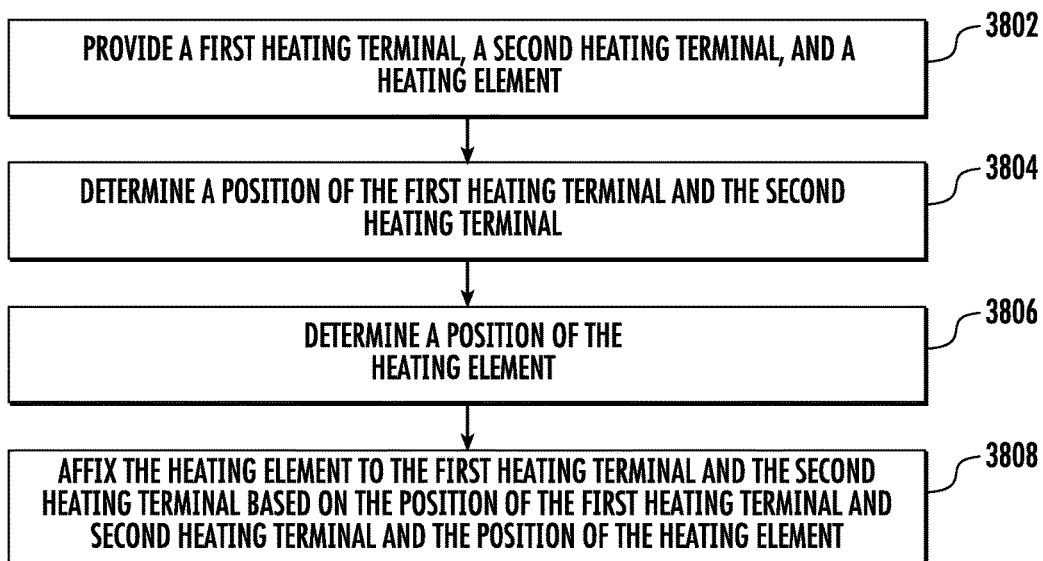 PROVIDE A FIRST HEATING TERMINAL, A SECOND HEATING TERMINAL, AND A
HEATING ELEMENT
3802
DETERMINE A POSITION OF THE FIRST HEATING TERMINAL AND THE SECOND
HEATING TERMINAL
3804
DETERMINE A POSITION OF THE
HEATING ELEMENT
3806
AFFIX THE HEATING ELEMENT TO THE FIRST HEATING TERMINAL AND THE SECOND
HEATING TERMINAL BASED ON THE POSITION OF THE FIRST HEATING TERMINAL AND
SECOND HEATING TERMINAL AND THE POSITION OF THE HEATING ELEMENT
3808